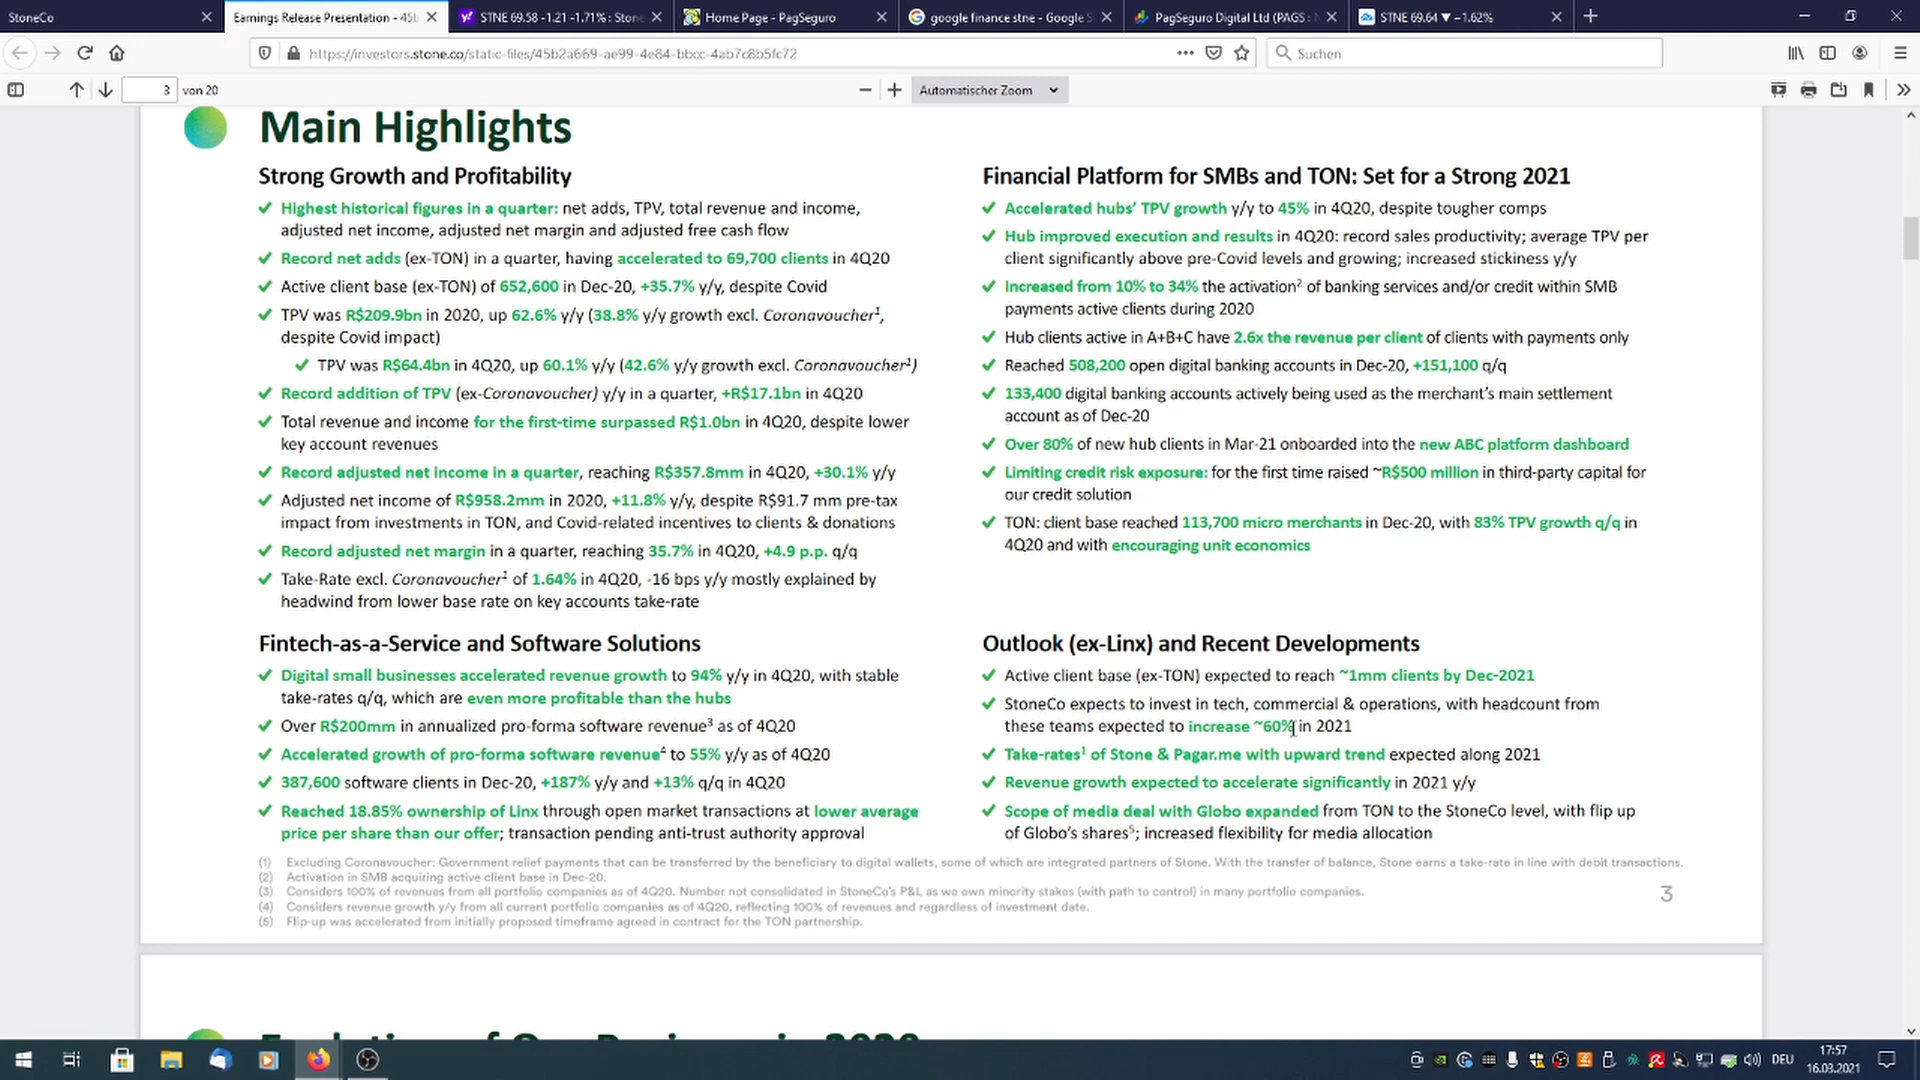 StoneCo
Earnings Release Presentation - 45b
STNE 69.58 -1.21 -1.71% : Stone
Home Page - PagSeguro
google finance stne - Google S
PagSeguro Digital Ltd (PAGS :
STNE 69.64 ▼ −1.62%
https://investors.stone.co/static-files/45b2a669-ae99-4e84-bbcc-4ab7c8b5fc72
Suchen
3 von 20
Automatischer Zoom
Main Highlights
Strong Growth and Profitability
Highest historical figures in a quarter: net adds, TPV, total revenue and income,
adjusted net income, adjusted net margin and adjusted free cash flow
Record net adds (ex-TON) in a quarter, having accelerated to 69,700 clients in 4Q20
Active client base (ex-TON) of 652,600 in Dec-20, +35.7% y/y, despite Covid
TPV was R$209.9bn in 2020, up 62.6% y/y (38.8% y/y growth excl. Coronavoucher¹,
despite Covid impact)
TPV was R$64.4bn in 4Q20, up 60.1% y/y (42.6% y/y growth excl. Coronavoucher¹)
Record addition of TPV (ex-Coronavoucher) y/y in a quarter, +R$17.1bn in 4Q20
Total revenue and income for the first-time surpassed R$1.0bn in 4Q20, despite lower
key account revenues
Record adjusted net income in a quarter, reaching R$357.8mm in 4Q20, +30.1% y/y
Adjusted net income of R$958.2mm in 2020, +11.8% y/y, despite R$91.7 mm pre-tax
impact from investments in TON, and Covid-related incentives to clients & donations
Record adjusted net margin in a quarter, reaching 35.7% in 4Q20, +4.9 p.p. q/q
Take-Rate excl. Coronavoucher¹ of 1.64% in 4Q20, -16 bps y/y mostly explained by
headwind from lower base rate on key accounts take-rate
Financial Platform for SMBs and TON: Set for a Strong 2021
Accelerated hubs’ TPV growth y/y to 45% in 4Q20, despite tougher comps
Hub improved execution and results in 4Q20: record sales productivity; average TPV per
client significantly above pre-Covid levels and growing; increased stickiness y/y
Increased from 10% to 34% the activation² of banking services and/or credit within SMB
payments active clients during 2020
Hub clients active in A+B+C have 2.6x the revenue per client of clients with payments only
Reached 508,200 open digital banking accounts in Dec-20, +151,100 q/q
133,400 digital banking accounts actively being used as the merchant’s main settlement
account as of Dec-20
Over 80% of new hub clients in Mar-21 onboarded into the new ABC platform dashboard
Limiting credit risk exposure: for the first time raised ~R$500 million in third-party capital for
our credit solution
TON: client base reached 113,700 micro merchants in Dec-20, with 83% TPV growth q/q in
4Q20 and with encouraging unit economics
Fintech-as-a-Service and Software Solutions
Digital small businesses accelerated revenue growth to 94% y/y in 4Q20, with stable
take-rates q/q, which are even more profitable than the hubs
Over R$200mm in annualized pro-forma software revenue³ as of 4Q20
Accelerated growth of pro-forma software revenue⁴ to 55% y/y as of 4Q20
387,600 software clients in Dec-20, +187% y/y and +13% q/q in 4Q20
Reached 18.85% ownership of Linx through open market transactions at lower average
price per share than our offer; transaction pending anti-trust authority approval
Outlook (ex-Linx) and Recent Developments
Active client base (ex-TON) expected to reach ~1mm clients by Dec-2021
StoneCo expects to invest in tech, commercial & operations, with headcount from
these teams expected to increase ~60% in 2021
Take-rates¹ of Stone & Pagar.me with upward trend expected along 2021
Revenue growth expected to accelerate significantly in 2021 y/y
Scope of media deal with Globo expanded from TON to the StoneCo level, with flip up
of Globo’s shares⁵; increased flexibility for media allocation
(1) Excluding Coronavoucher: Government relief payments that can be transferred by the beneficiary to digital wallets, some of which are integrated partners of Stone. With the transfer of balance, Stone earns a take-rate in line with debit transactions.
(2) Activation in SMB acquiring active client base in Dec-20.
(3) Considers 100% of revenues from all portfolio companies as of 4Q20. Number not consolidated in StoneCo’s P&L as we own minority stakes (with path to control) in many portfolio companies.
(4) Considers revenue growth y/y from all current portfolio companies as of 4Q20, reflecting 100% of revenues and regardless of investment date.
(5) Flip-up was accelerated from initially proposed timeframe agreed in contract for the TON partnership.
3
DEU
17:57
16.03.2021